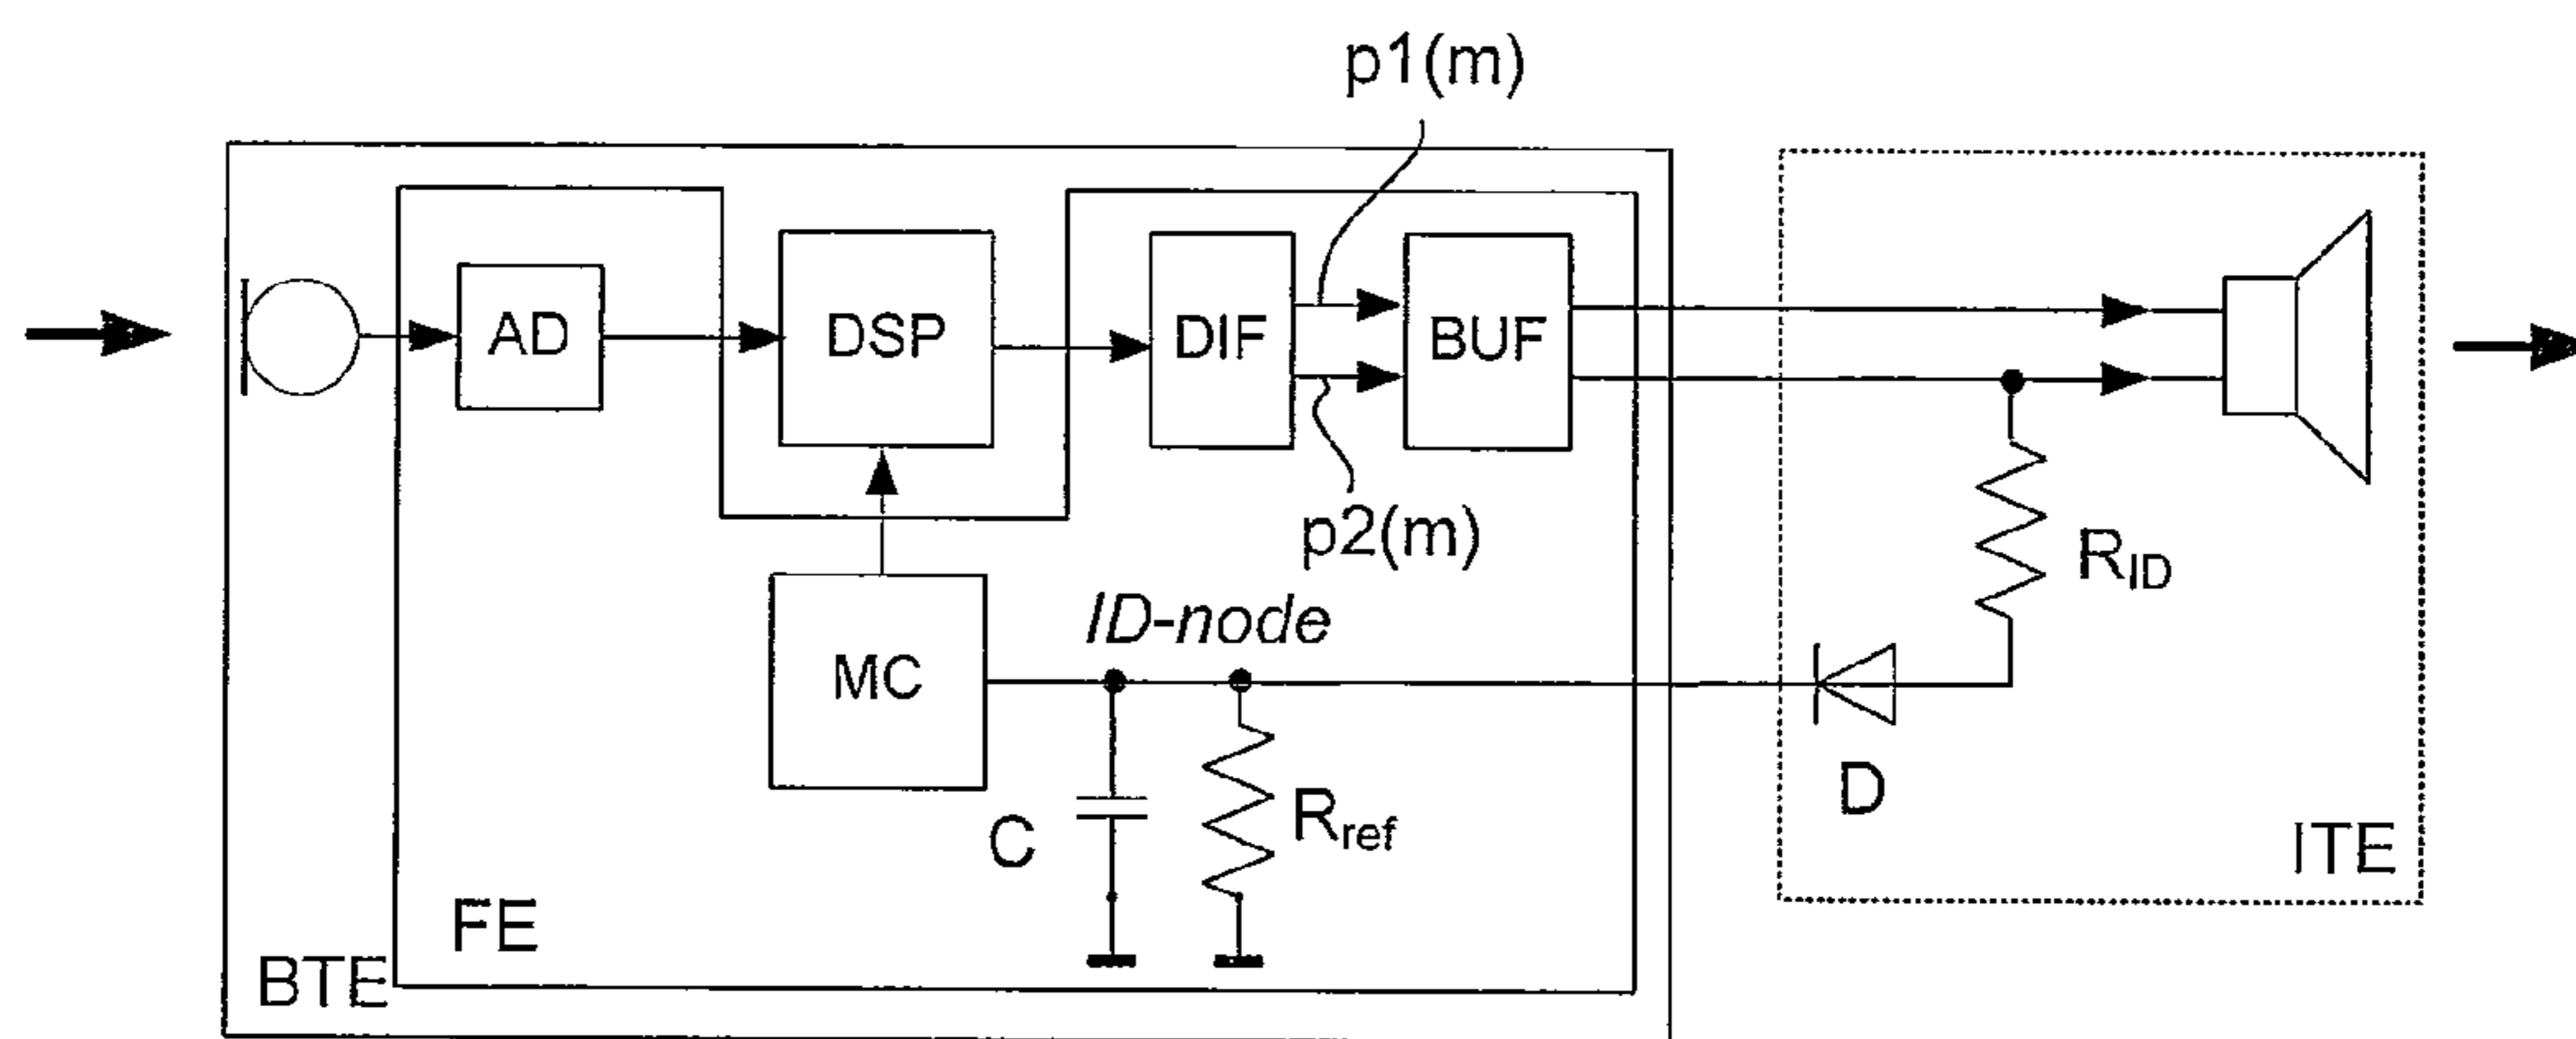 p1(m)
AD
DSP
DIF
BUF
p2(m)
RID
ID-node
MC
D
C
Rref
ITE
FE
BTE